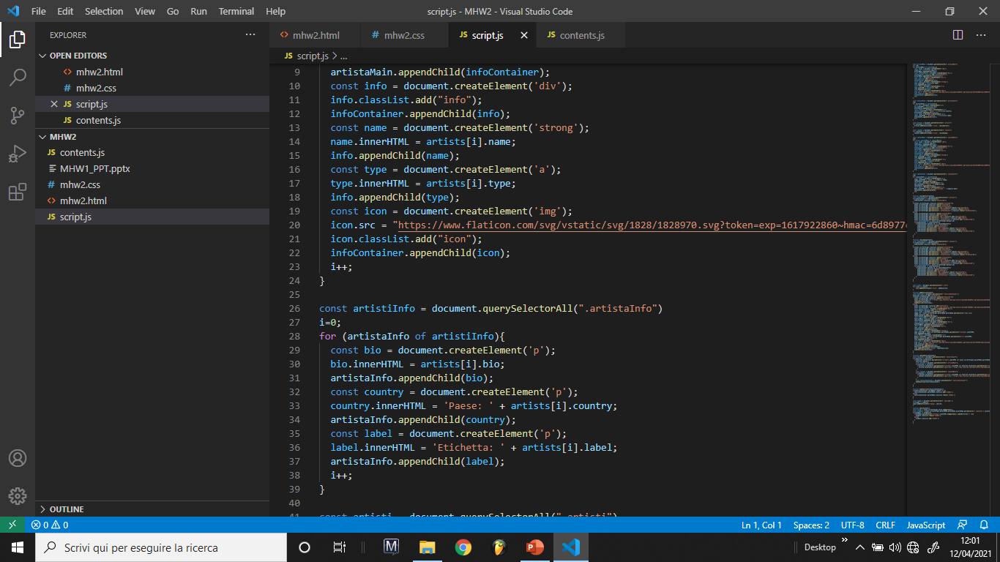 File Edit Selection View Go Run Terminal Help script.js - MHW2 - Visual Studio Code
EXPLORER
OPEN EDITORS
mhw2.html
mhw2.css
JS script.js
JS contents.js
MHW2
JS contents.js
MHW1_PPT.pptx
# mhw2.css
<> mhw2.html
JS script.js
OUTLINE
<> mhw2.html # mhw2.css JS script.js JS contents.js
JS script.js > ...
9 artistaMain.appendChild(infoContainer);
10 const info = document.createElement('div');
11 info.classList.add("info");
12 infoContainer.appendChild(info);
13 const name = document.createElement('strong');
14 name.innerHTML = artists[i].name;
15 info.appendChild(name);
16 const type = document.createElement('a');
17 type.innerHTML = artists[i].type;
18 info.appendChild(type);
19 const icon = document.createElement('img');
20 icon.src = "https://www.flaticon.com/svg/vstatic/svg/1828/1828970.svg?token=exp=1617922860~hmac=6d8977
21 icon.classList.add("icon");
22 infoContainer.appendChild(icon);
23 i++;
24 }
25
26 const artistiInfo = document.querySelectorAll(".artistaInfo")
27 i=0;
28 for (artistaInfo of artistiInfo){
29 const bio = document.createElement('p');
30 bio.innerHTML = artists[i].bio;
31 artistaInfo.appendChild(bio);
32 const country = document.createElement('p');
33 country.innerHTML = 'Paese: ' + artists[i].country;
34 artistaInfo.appendChild(country);
35 const label = document.createElement('p');
36 label.innerHTML = 'Etichetta: ' + artists[i].label;
37 artistaInfo.appendChild(label);
38 i++;
39 }
40
41 const artisti = document.querySelectorAll(".artisti")
0 0 Ln 1, Col 1 Spaces: 2 UTF-8 CRLF JavaScript
Scrivi qui per eseguire la ricerca
M
Desktop
12:01
12/04/2021